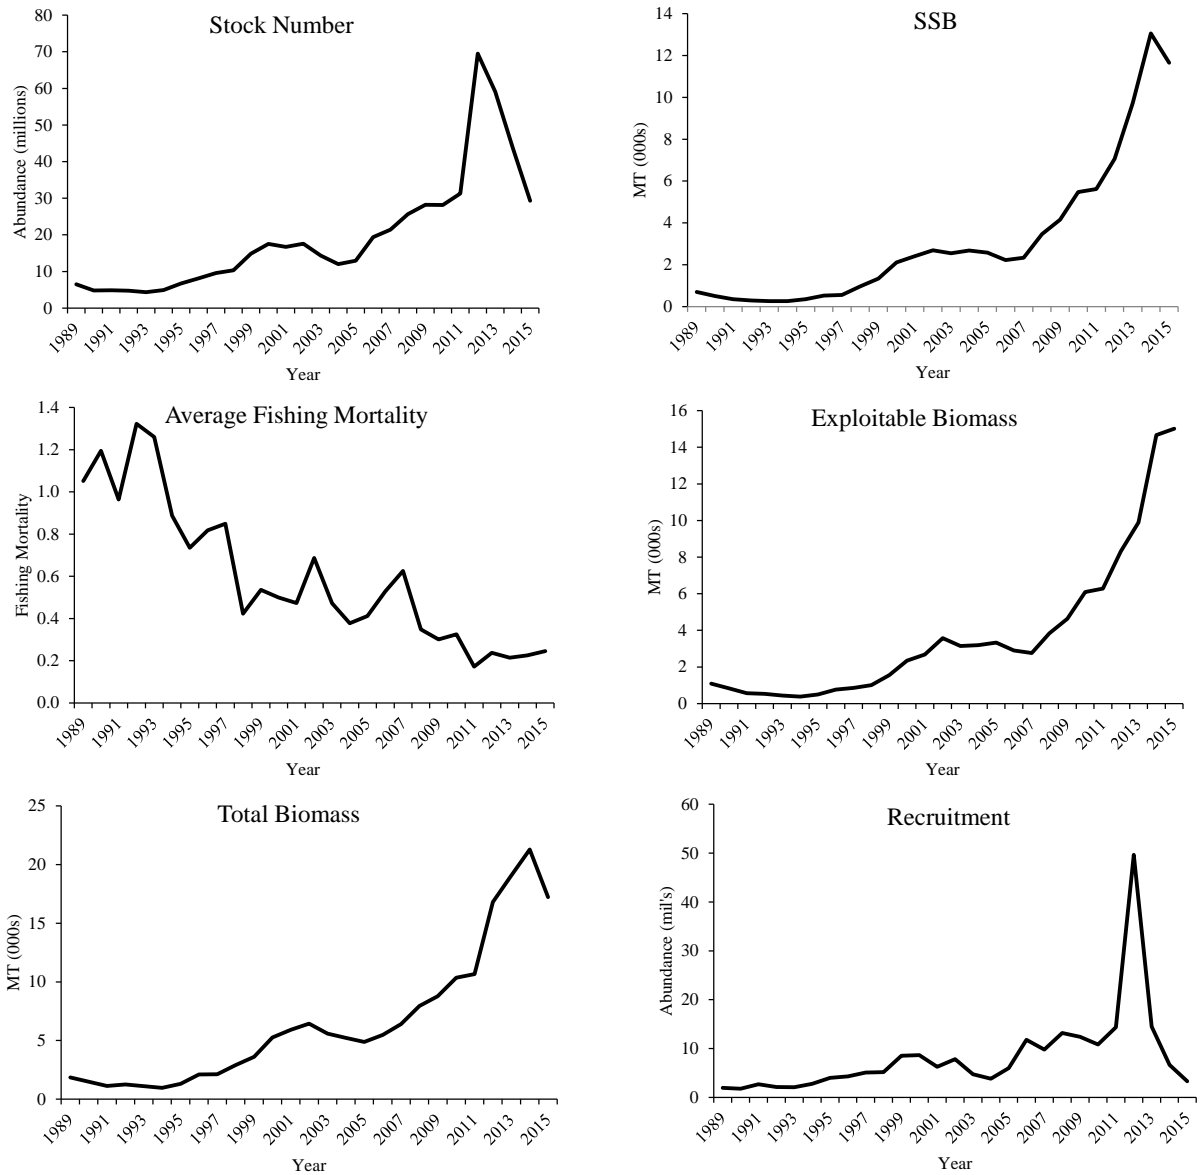 Stock Number
80
70
60
50
40
30
20
10
0
Abundance (millions)
1989 1991 1993 1995 1997 1999 2001 2003 2005 2007 2009 2011 2013 2015
Year
SSB
14
12
10
8
6
4
2
0
MT (000s)
1989 1991 1993 1995 1997 1999 2001 2003 2005 2007 2009 2011 2013 2015
Year
Average Fishing Mortality
1.4
1.2
1.0
0.8
0.6
0.4
0.2
0.0
Fishing Mortality
1989 1991 1993 1995 1997 1999 2001 2003 2005 2007 2009 2011 2013 2015
Year
Exploitable Biomass
16
14
12
10
8
6
4
2
0
MT (000s)
1989 1991 1993 1995 1997 1999 2001 2003 2005 2007 2009 2011 2013 2015
Year
Total Biomass
25
20
15
10
5
0
MT (000s)
1989 1991 1993 1995 1997 1999 2001 2003 2005 2007 2009 2011 2013 2015
Year
Recruitment
60
50
40
30
20
10
0
Abundance (mil's)
1989 1991 1993 1995 1997 1999 2001 2003 2005 2007 2009 2011 2013 2015
Year